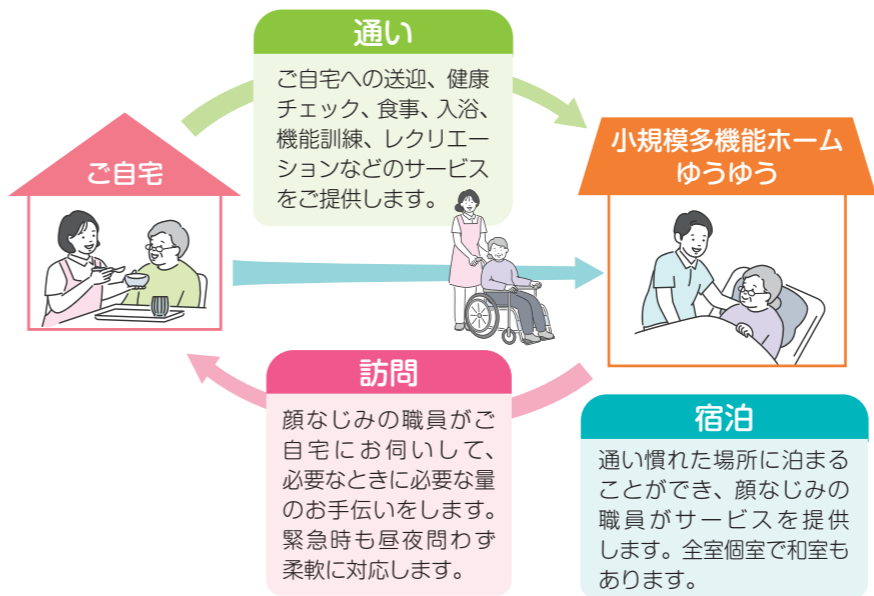 通い
ご自宅への送迎、健康
チェック、食事、入浴、
機能訓練、レクリエー
ションなどのサービス
をご提供します。
ご自宅
小規模多機能ホーム
ゆうゆう
訪問
顔なじみの職員がご
自宅にお伺いして、
必要なときに必要な量
のお手伝いをします。
緊急時も昼夜問わず
柔軟に対応します。
宿泊
通い慣れた場所に泊まる
ことができ、顔なじみの
職員がサービスを提供
します。全室個室で和室も
あります。